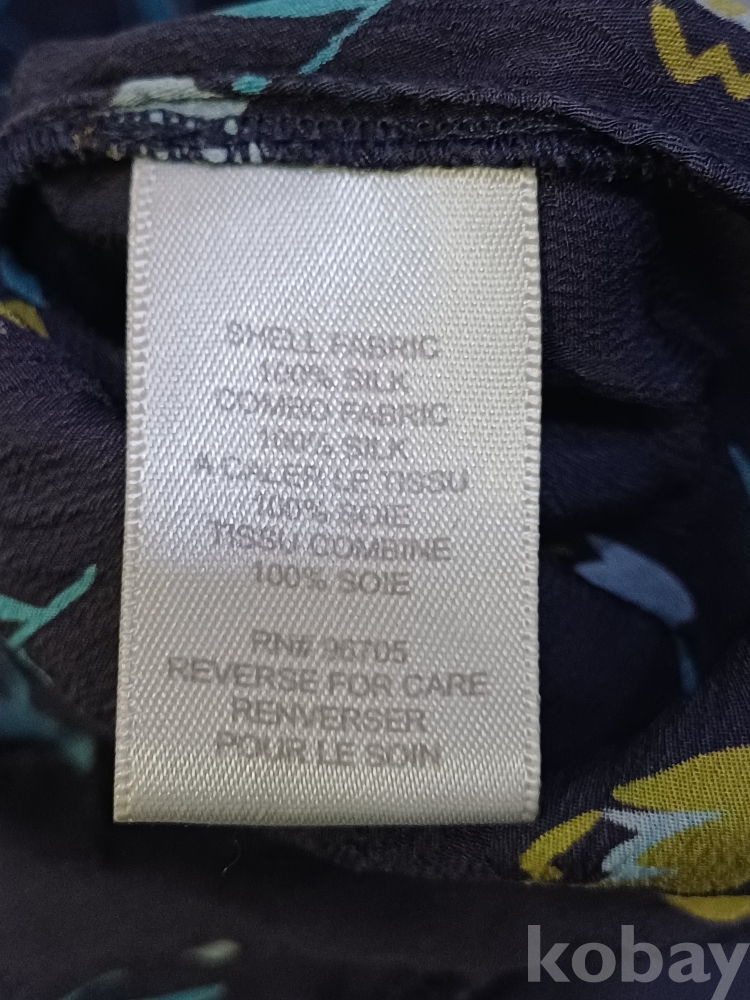 SHELL FABRIC
100% SILK
COMBO FABRIC
100% SILK
A CALER LE TISSU
100% SOIE
TISSU COMBINE
100% SOIE
RN# 96705
REVERSE FOR CARE
RENVERSER
POUR LE SOIN
kobay